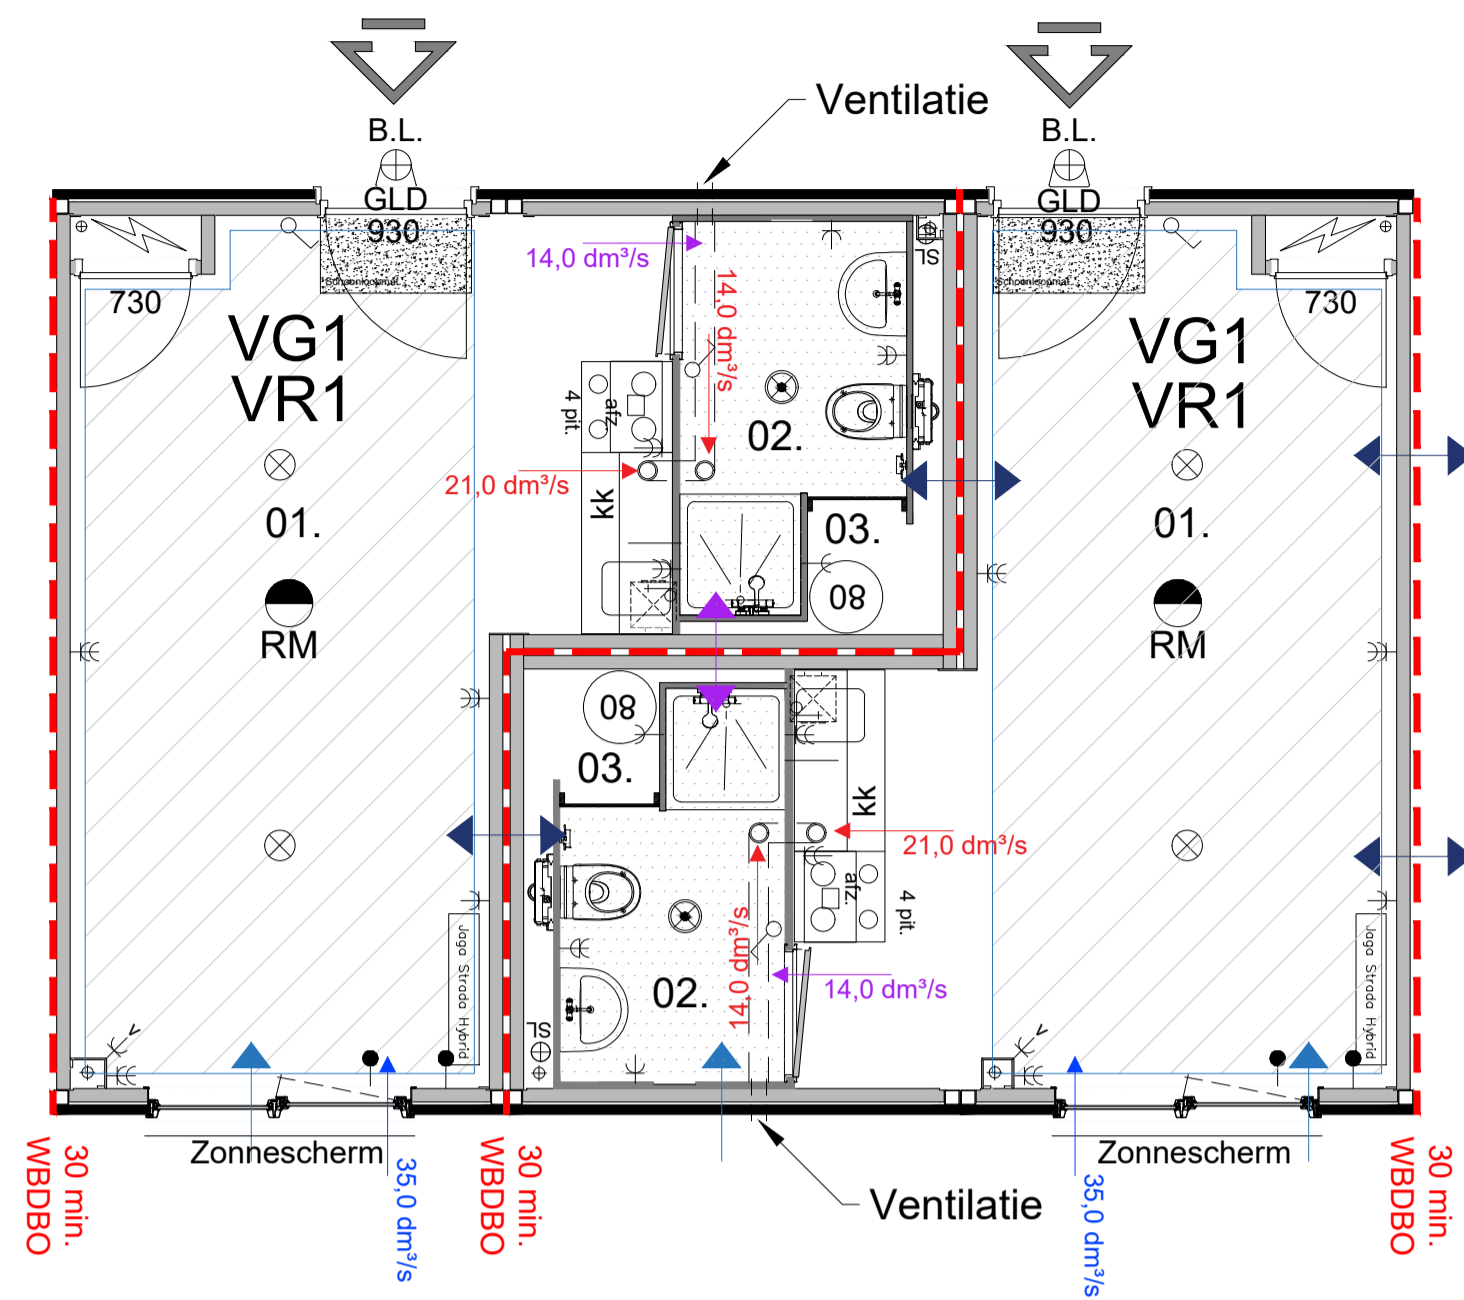 Ventilatie
B.L.
B.L.
GLD
930
GLD
930
Schoonloopmat
Schoonloopmat
730
730
14,0 dm³/s
14,0 dm³/s
SL
VG1
VR1
VG1
VR1
4 pit.
afz.
02.
21,0 dm³/s
kk
03.
80
01.
01.
RM
RM
80
03.
kk
21,0 dm³/s
afz.
4 pit.
14,0 dm³/s
14,0 dm³/s
02.
SL
Jaga Strada Hybrid
Jaga Strada Hybrid
V
V
Zonnescherm
Zonnescherm
30 min.
WBDBO
35,0 dm³/s
30 min.
WBDBO
35,0 dm³/s
30 min.
WBDBO
Ventilatie